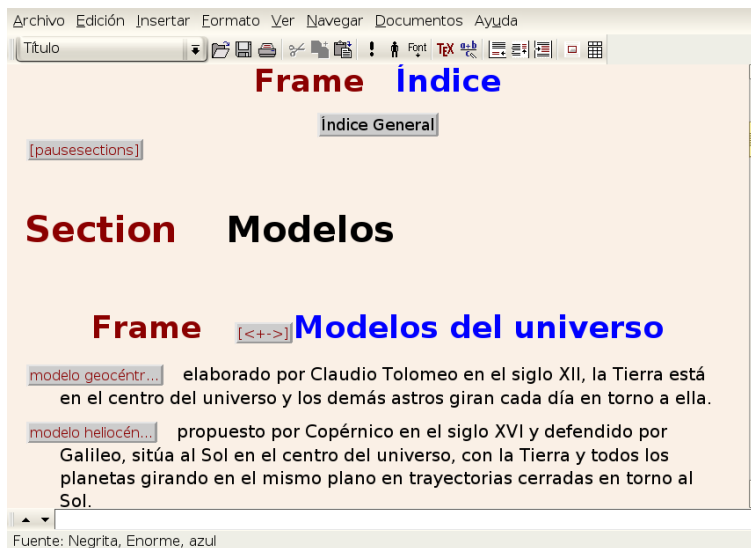 Archivo Edición Insertar Formato Ver Navegar Documentos Ayuda
Título Font TEX a+b
Frame Índice
Índice General
[pausesections]
Section Modelos
Frame [<+->] Modelos del universo
modelo geocéntr... elaborado por Claudio Tolomeo en el siglo XII, la Tierra está
en el centro del universo y los demás astros giran cada día en torno a ella.
modelo heliocén... propuesto por Copérnico en el siglo XVI y defendido por
Galileo, sitúa al Sol en el centro del universo, con la Tierra y todos los
planetas girando en el mismo plano en trayectorias cerradas en torno al
Sol.
Fuente: Negrita, Enorme, azul